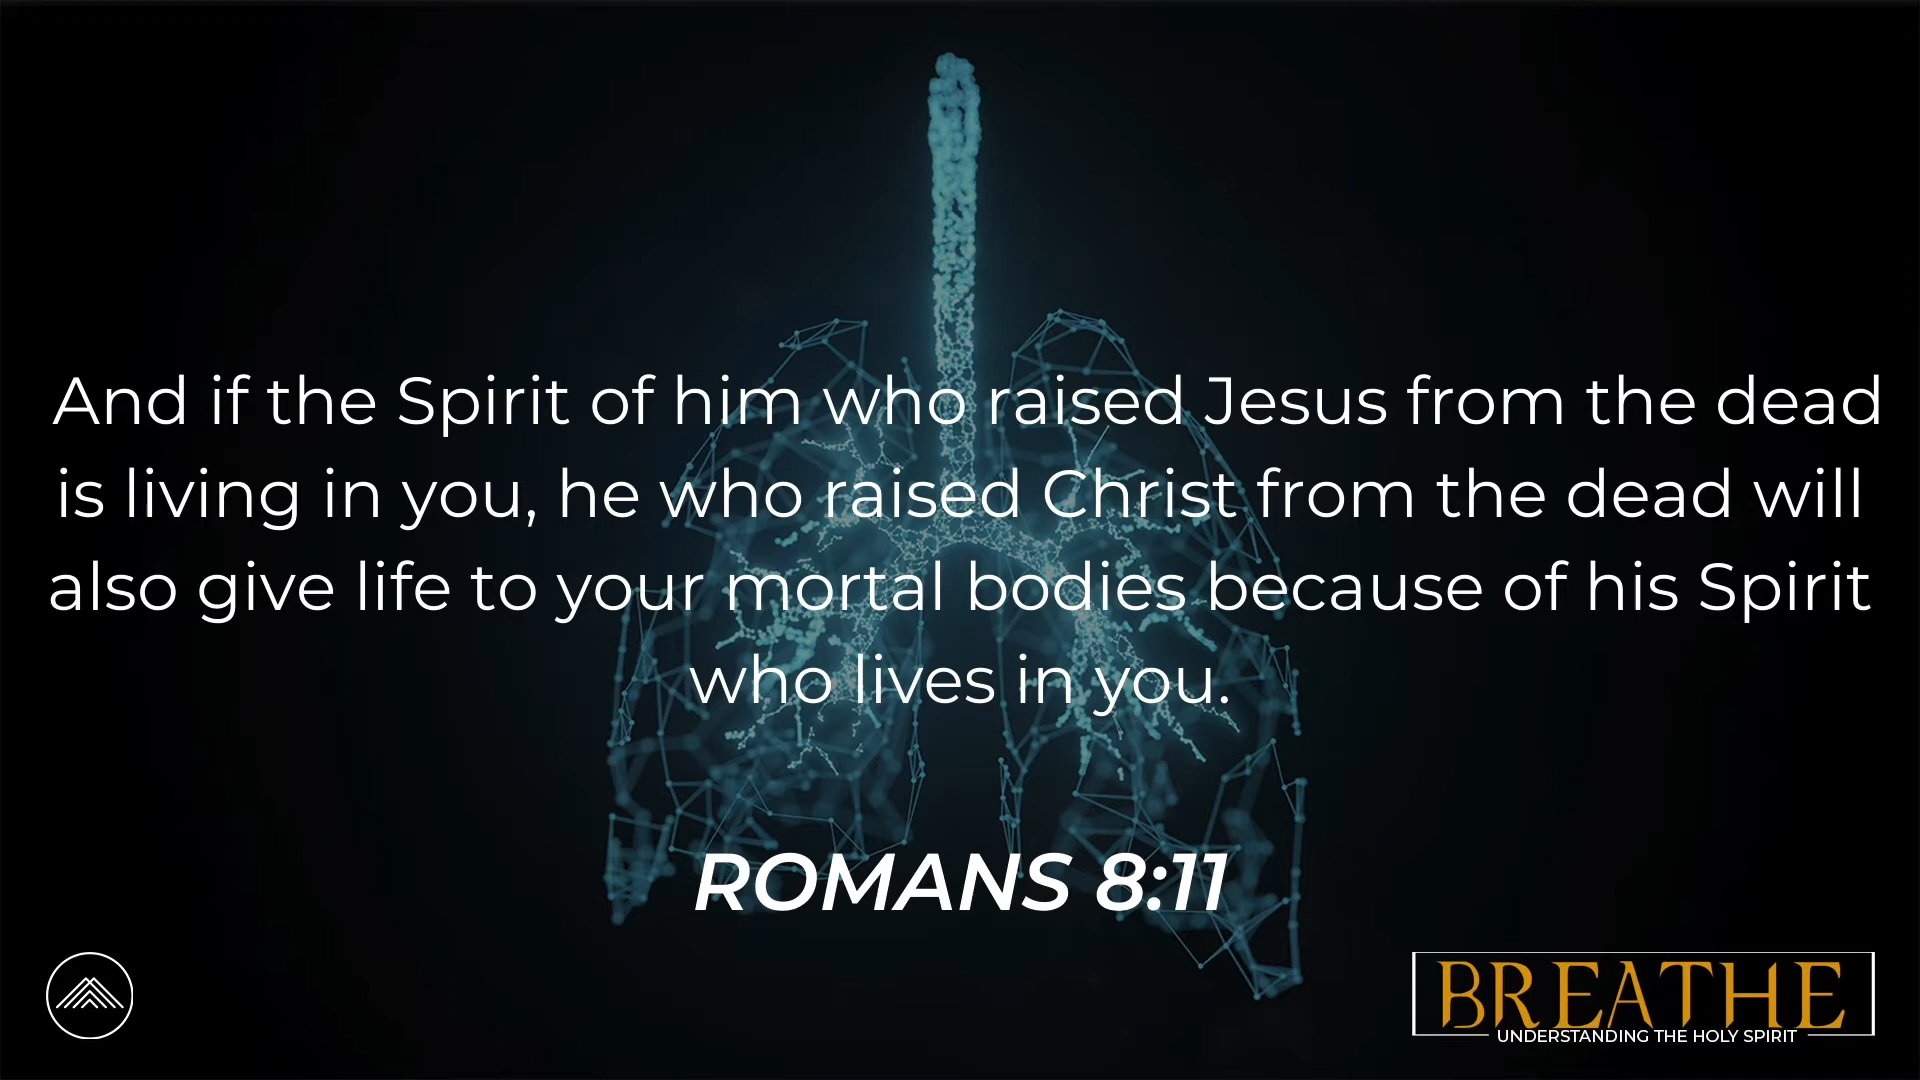 And if the Spirit of him who raised Jesus from the dead
is living in you, he who raised Christ from the dead will
also give life to your mortal bodies because of his Spirit
who lives in you.
ROMANS 8:11
BREATHE
UNDERSTANDING THE HOLY SPIRIT